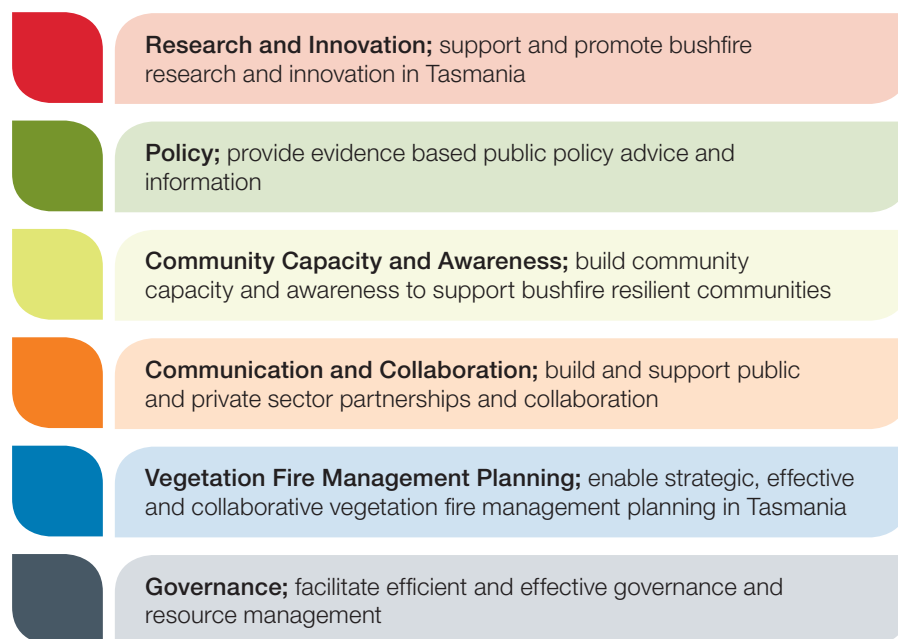 Research and Innovation; support and promote bushfire
research and innovation in Tasmania
Policy; provide evidence based public policy advice and
information
Community Capacity and Awareness; build community
capacity and awareness to support bushfire resilient communities
Communication and Collaboration; build and support public
and private sector partnerships and collaboration
Vegetation Fire Management Planning; enable strategic, effective
and collaborative vegetation fire management planning in Tasmania
Governance; facilitate efficient and effective governance and
resource management